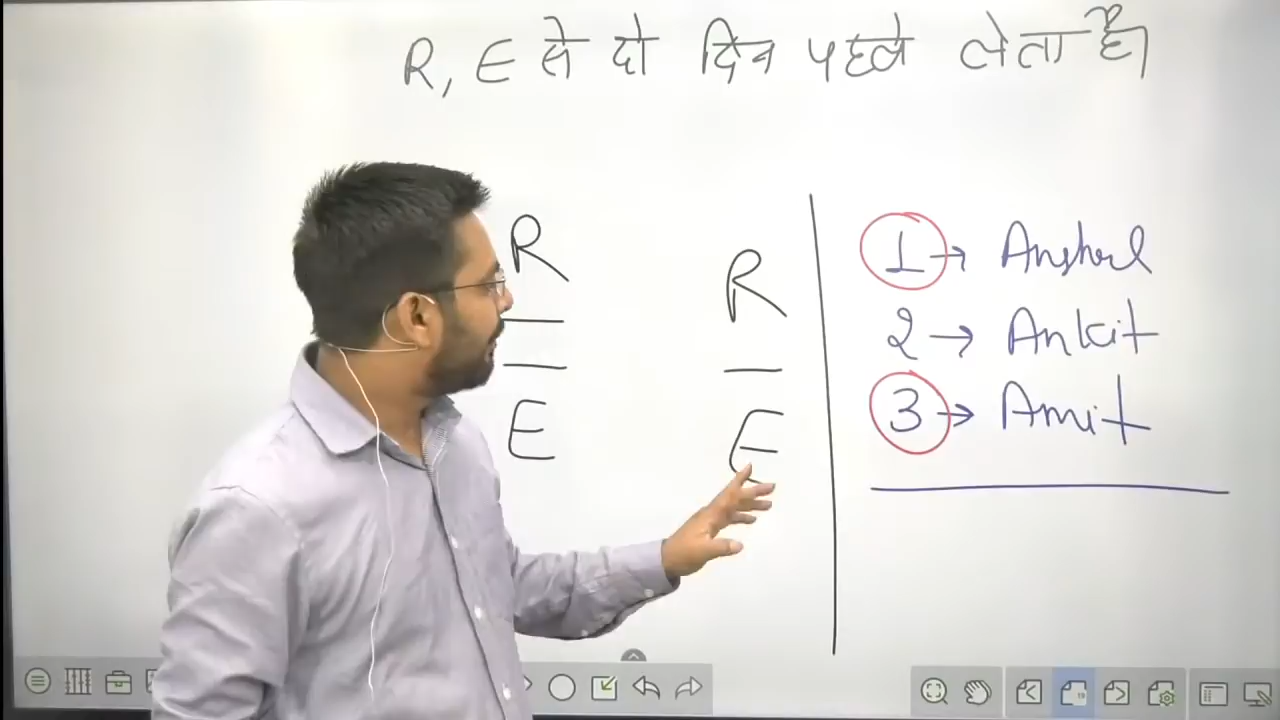 R, E से दो दिन पहले लेता है।
R
E
R
E
1 → Anshul
2 → Ankit
3 → Amit